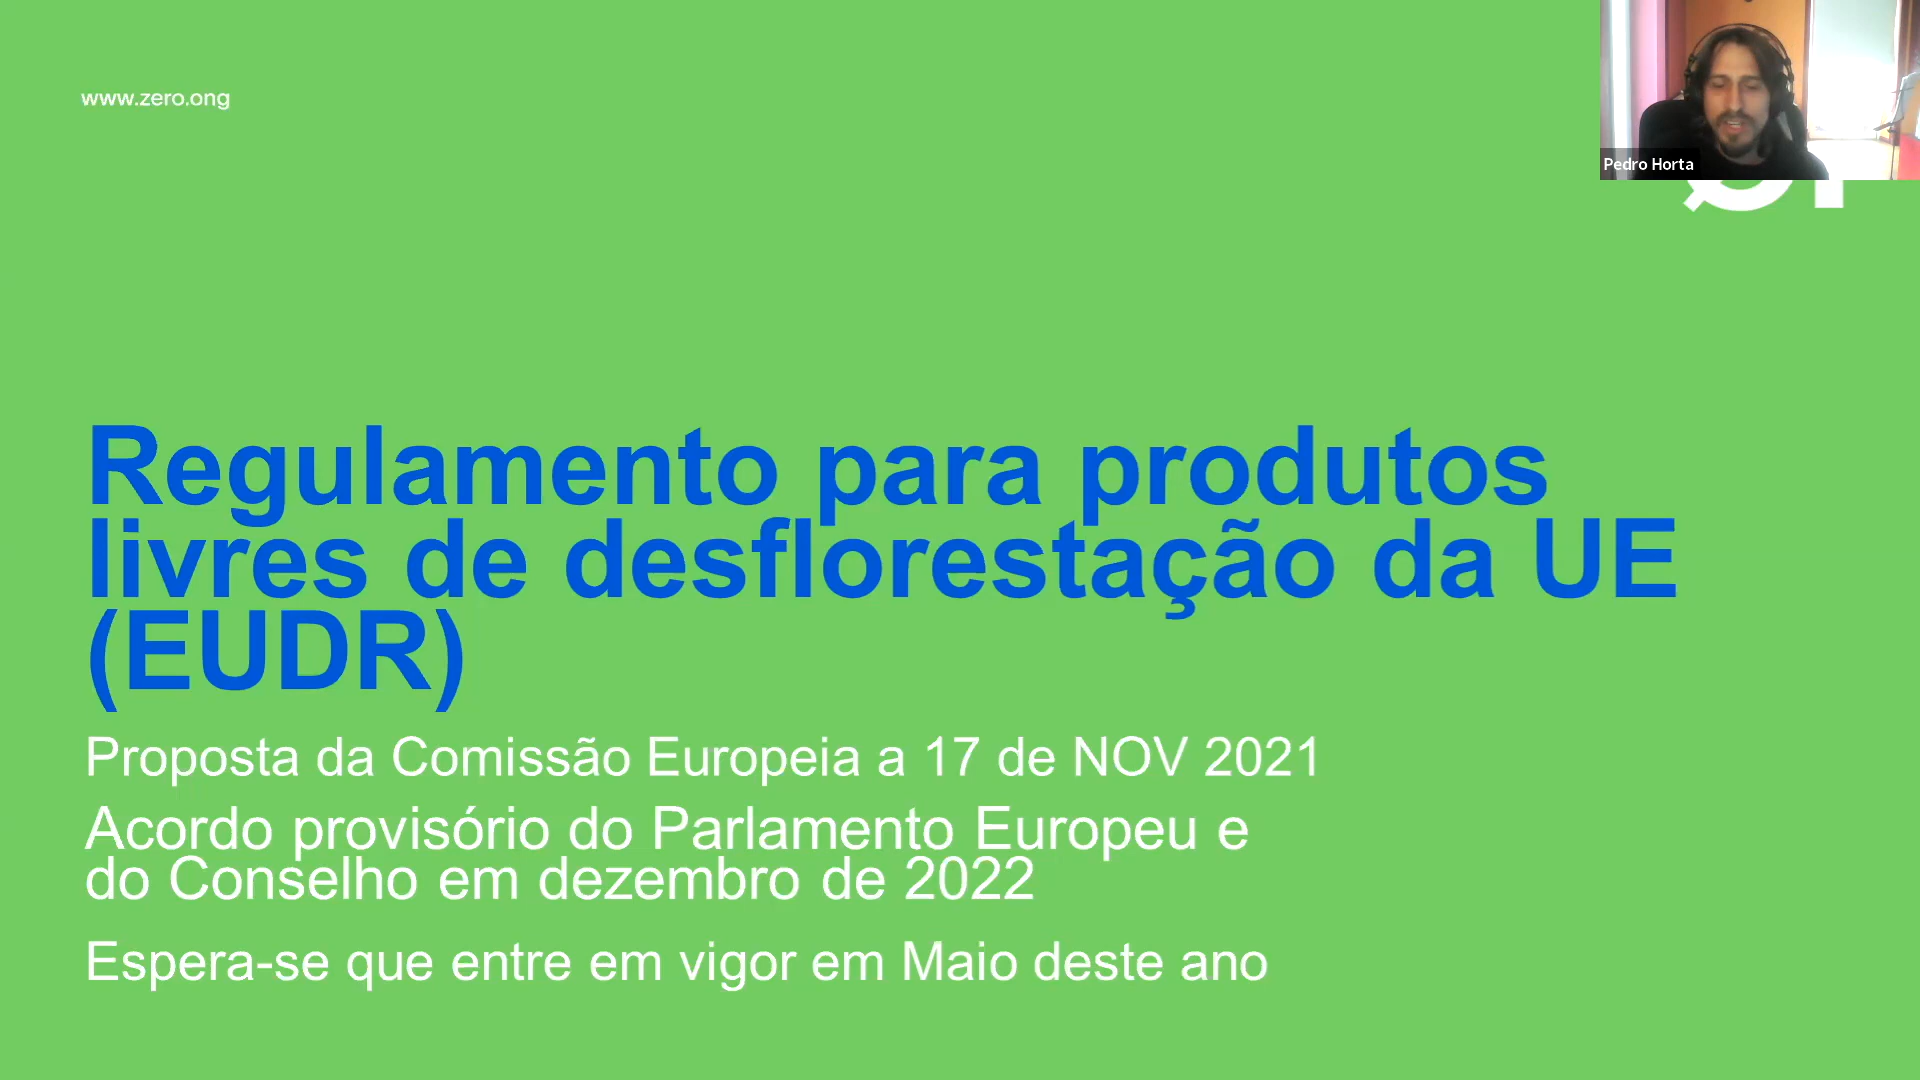 www.zero.ong
Pedro Horta
Regulamento para produtos
livres de desflorestação da UE
(EUDR)
Proposta da Comissão Europeia a 17 de NOV 2021
Acordo provisório do Parlamento Europeu e
do Conselho em dezembro de 2022
Espera-se que entre em vigor em Maio deste ano